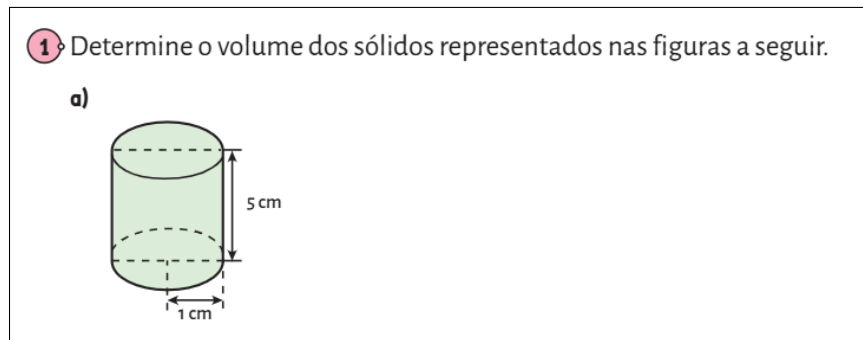 1 Determine o volume dos sólidos representados nas figuras a seguir.
a)
5 cm
1 cm